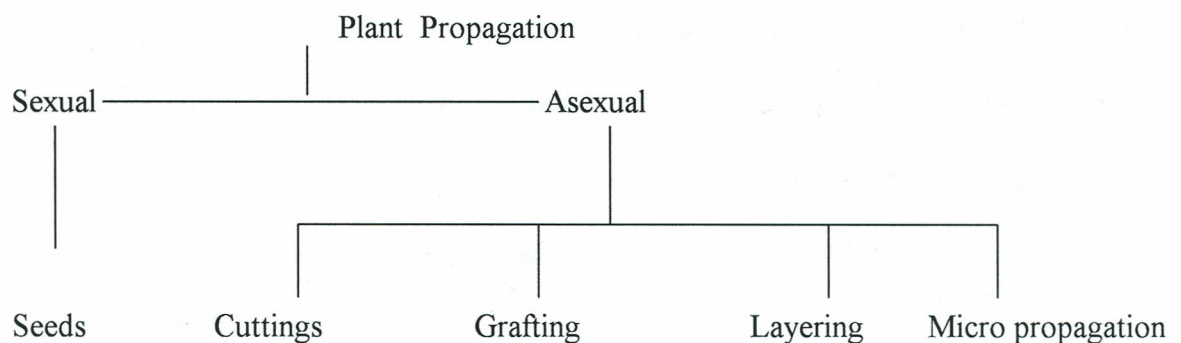 Plant Propagation
Sexual Asexual
Seeds Cuttings Grafting Layering Micro propagation